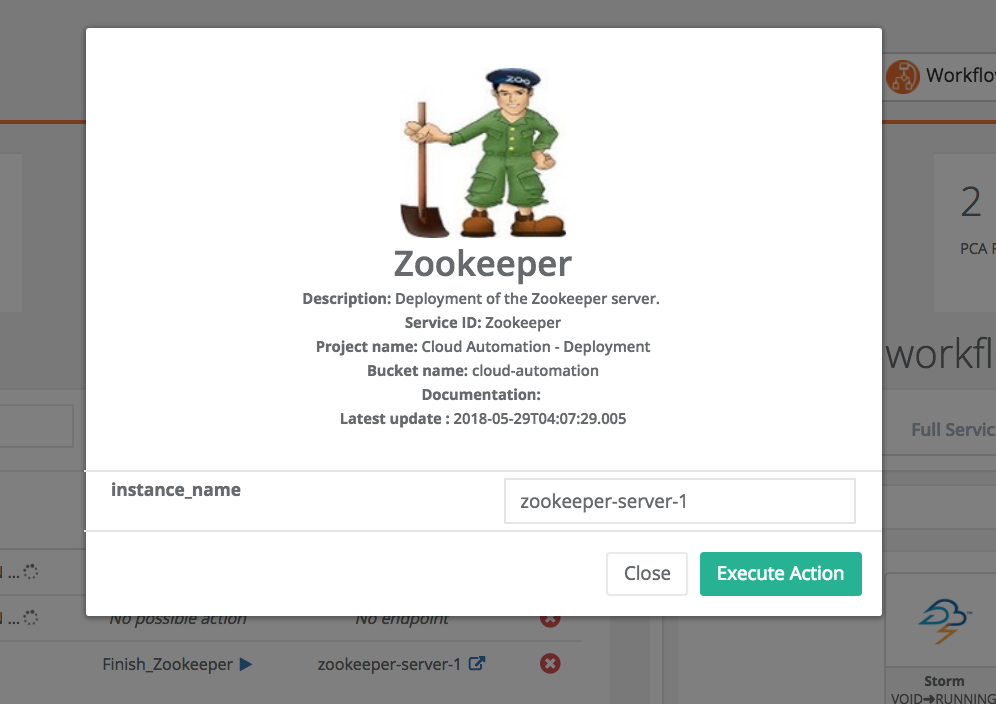 ZOO
Workflo
2
PCA
Zookeeper
Description: Deployment of the Zookeeper server.
Service ID: Zookeeper
Project name: Cloud Automation - Deployment
Bucket name: cloud-automation
Documentation:
Latest update : 2018-05-29T04:07:29.005
workfl
Full Servic
instance_name
zookeeper-server-1
Close
Execute Action
N ...
N ...
No possible action
No endpoint
Finish_Zookeeper
zookeeper-server-1
Storm
VOID➔RUNNING